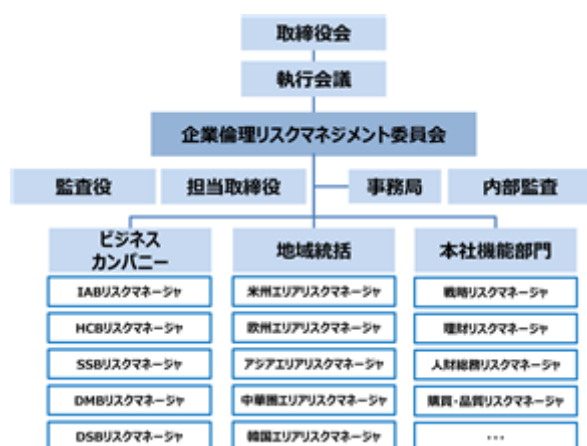 取締役会
執行会議
企業倫理リスクマネジメント委員会
監査役
担当取締役
事務局
内部監査
ビジネス
カンパニー
地域統括
本社機能部門
IABリスクマネージャ
米州エリアリスクマネージャ
戦略リスクマネージャ
HCBリスクマネージャ
欧州エリアリスクマネージャ
理財リスクマネージャ
SSBリスクマネージャ
アジアエリアリスクマネージャ
人財総務リスクマネージャ
DMBリスクマネージャ
中華圏エリアリスクマネージャ
購買・品質リスクマネージャ
DSBリスクマネージャ
韓国エリアリスクマネージャ
...